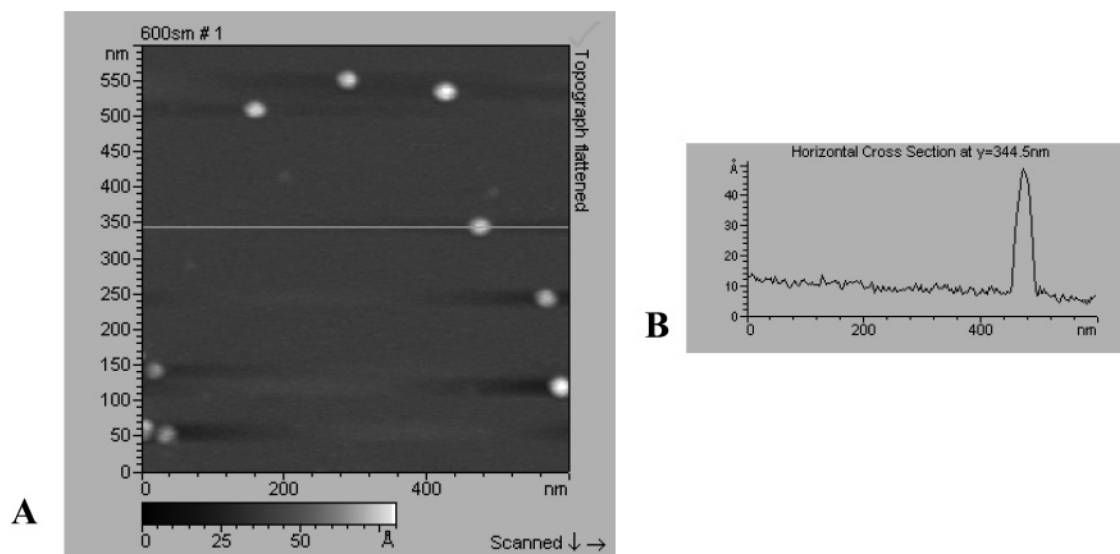 600sm # 1
nm
550
500
450
400
350
300
250
200
150
100
50
0
0 200 400 nm
Topograph flattened
0 25 50 Å
Scanned ↓ →
A
Horizontal Cross Section at y=344.5nm
Å
40
30
20
10
0
0 200 400 nm
B